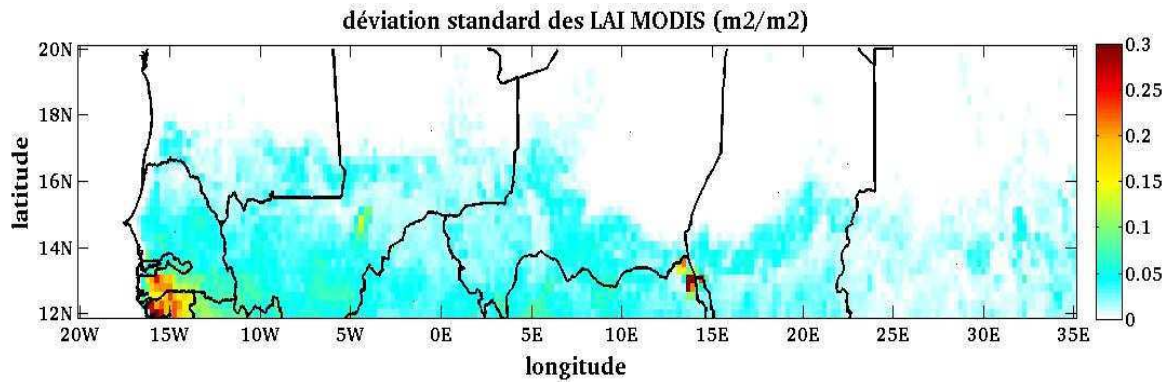 déviation standard des LAI MODIS (m2/m2)
20N
18N
16N
14N
12N
latitude
20W 15W 10W 5W 0E 5E 10E 15E 20E 25E 30E 35E
longitude
0.3
0.25
0.2
0.15
0.1
0.05
0